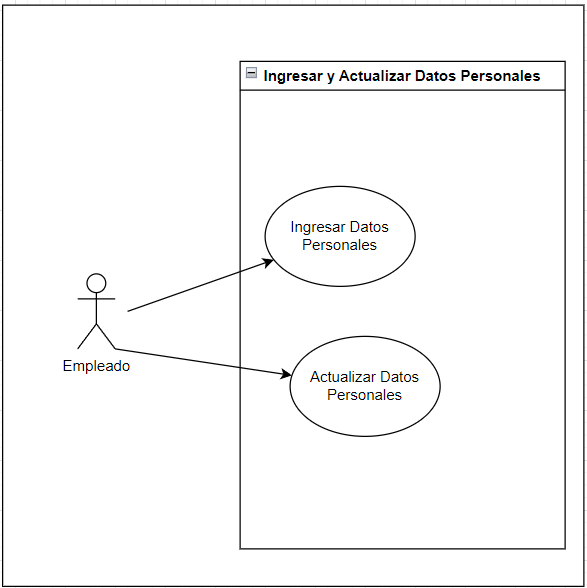 Ingresar y Actualizar Datos Personales
Ingresar Datos
Personales
Empleado
Actualizar Datos
Personales